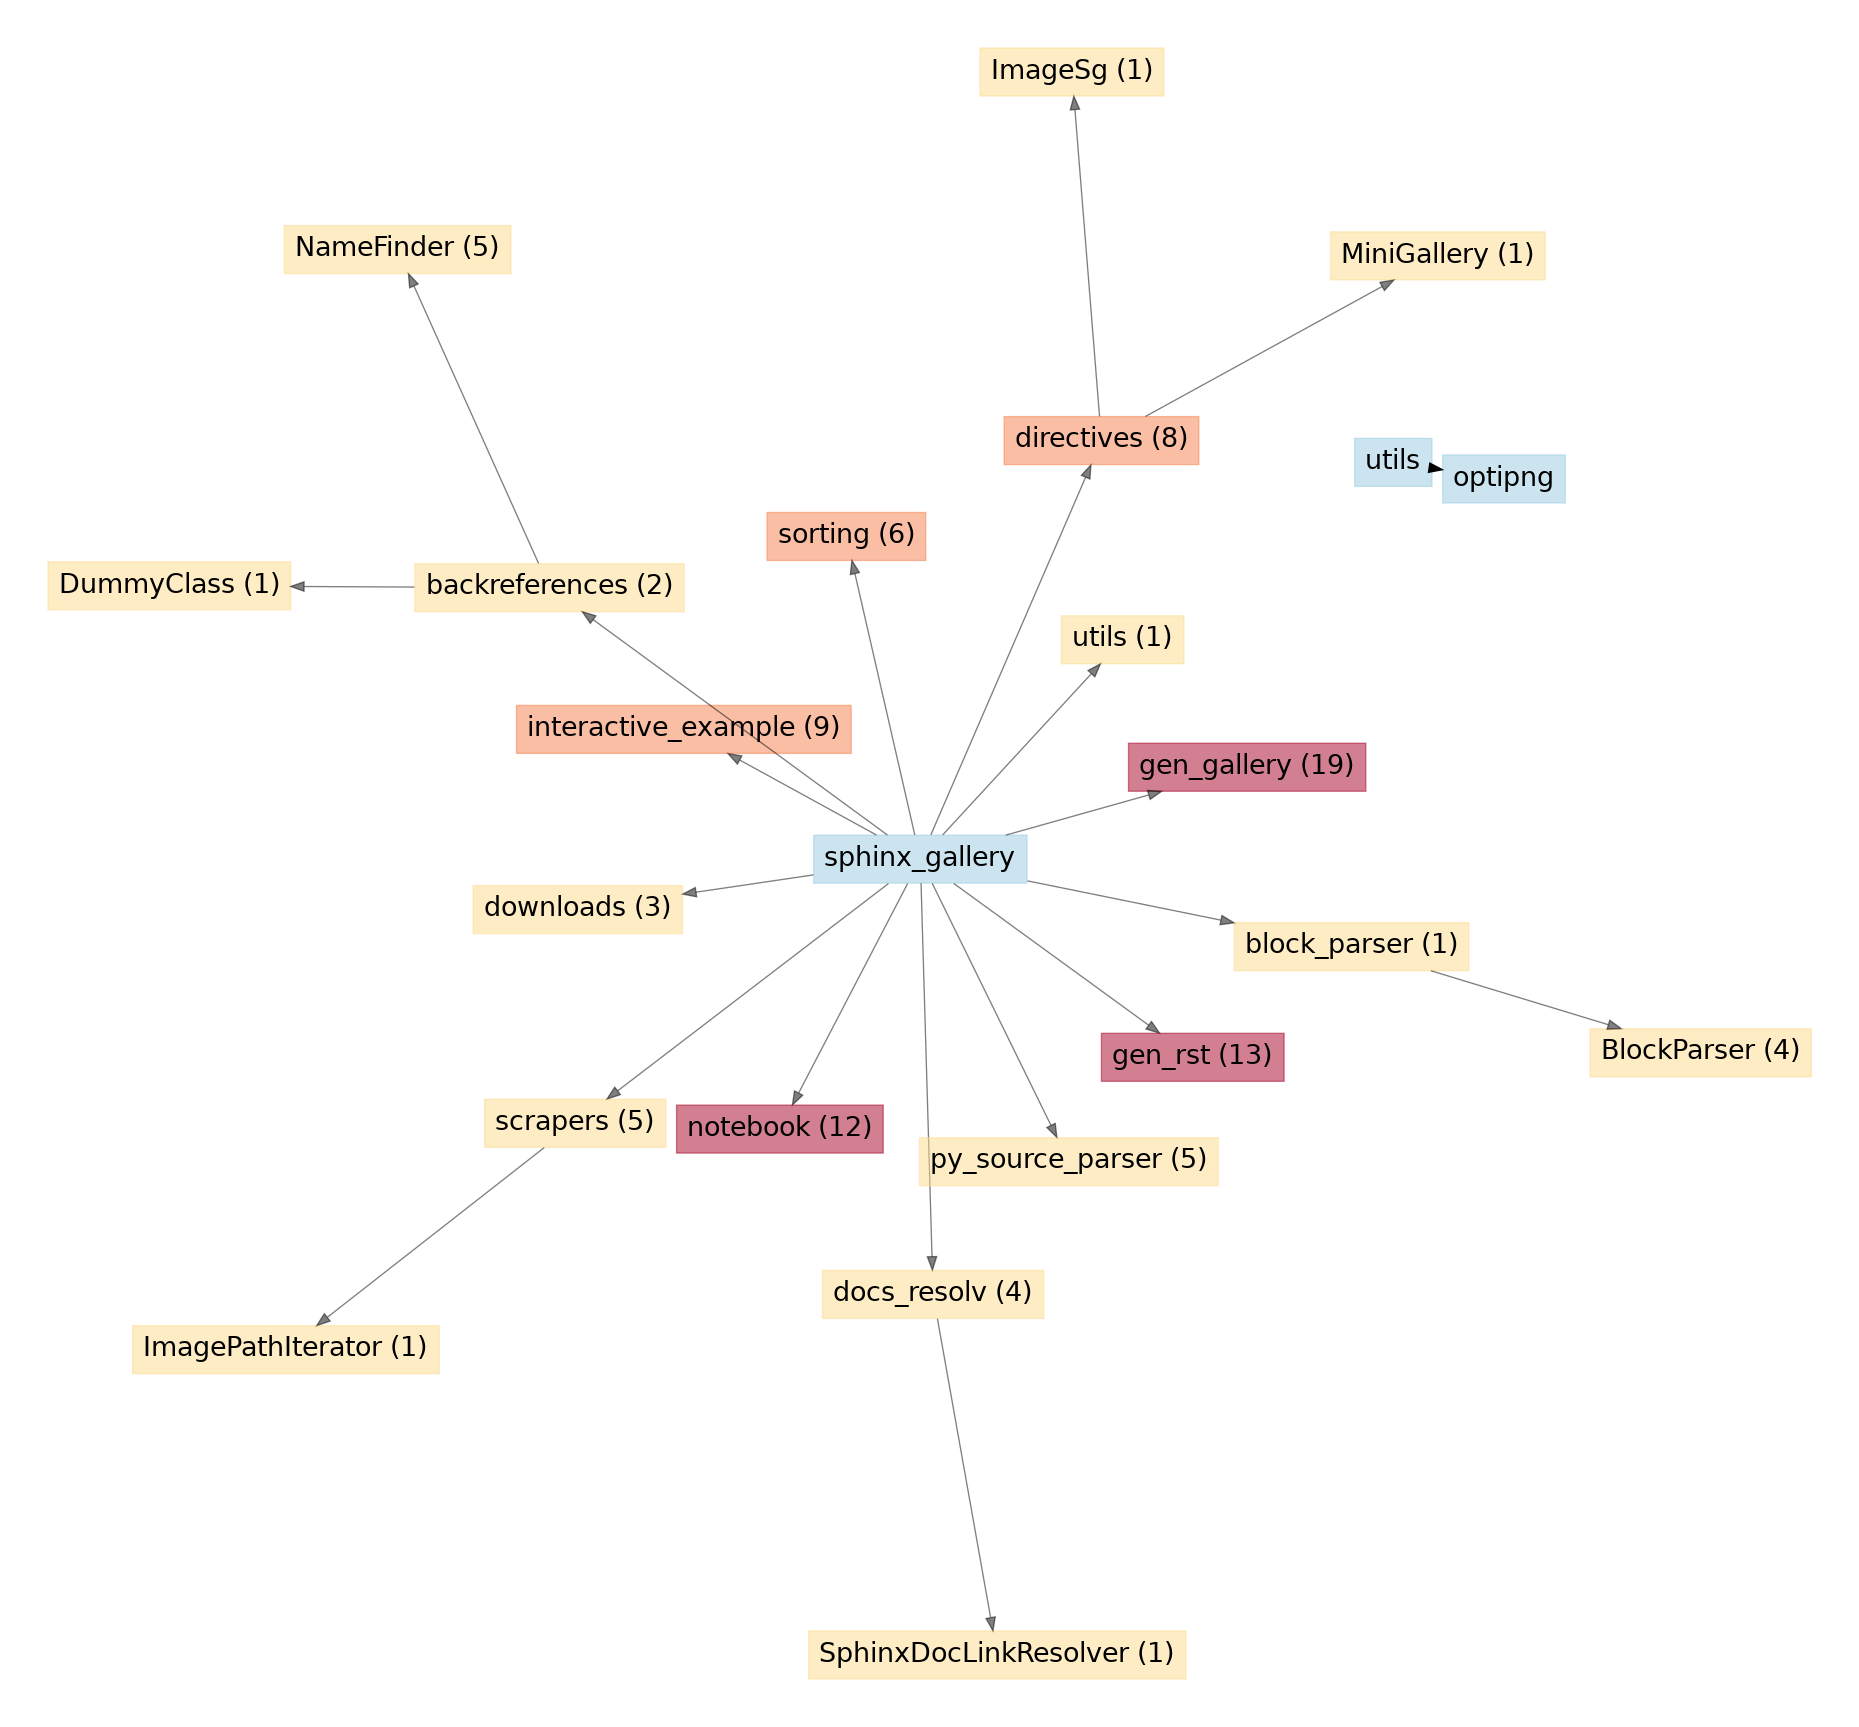 ImageSg (1)
NameFinder (5)
MiniGallery (1)
directives (8)
utils
optipng
sorting (6)
DummyClass (1)
backreferences (2)
utils (1)
interactive_example (9)
gen_gallery (19)
sphinx_gallery
downloads (3)
block_parser (1)
gen_rst (13)
BlockParser (4)
scrapers (5)
notebook (12)
py_source_parser (5)
docs_resolv (4)
ImagePathIterator (1)
SphinxDocLinkResolver (1)